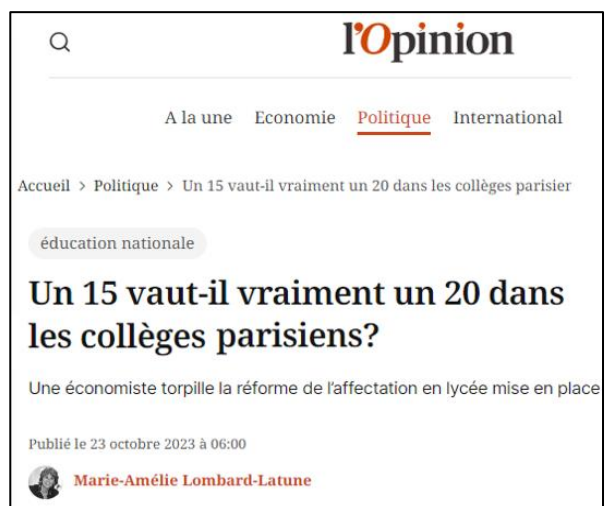 l'Opinion
A la une Economie Politique International
Accueil > Politique > Un 15 vaut-il vraiment un 20 dans les collèges parisier
éducation nationale
Un 15 vaut-il vraiment un 20 dans
les collèges parisiens?
Une économiste torpille la réforme de l'affectation en lycée mise en place
Publié le 23 octobre 2023 à 06:00
Marie-Amélie Lombard-Latune